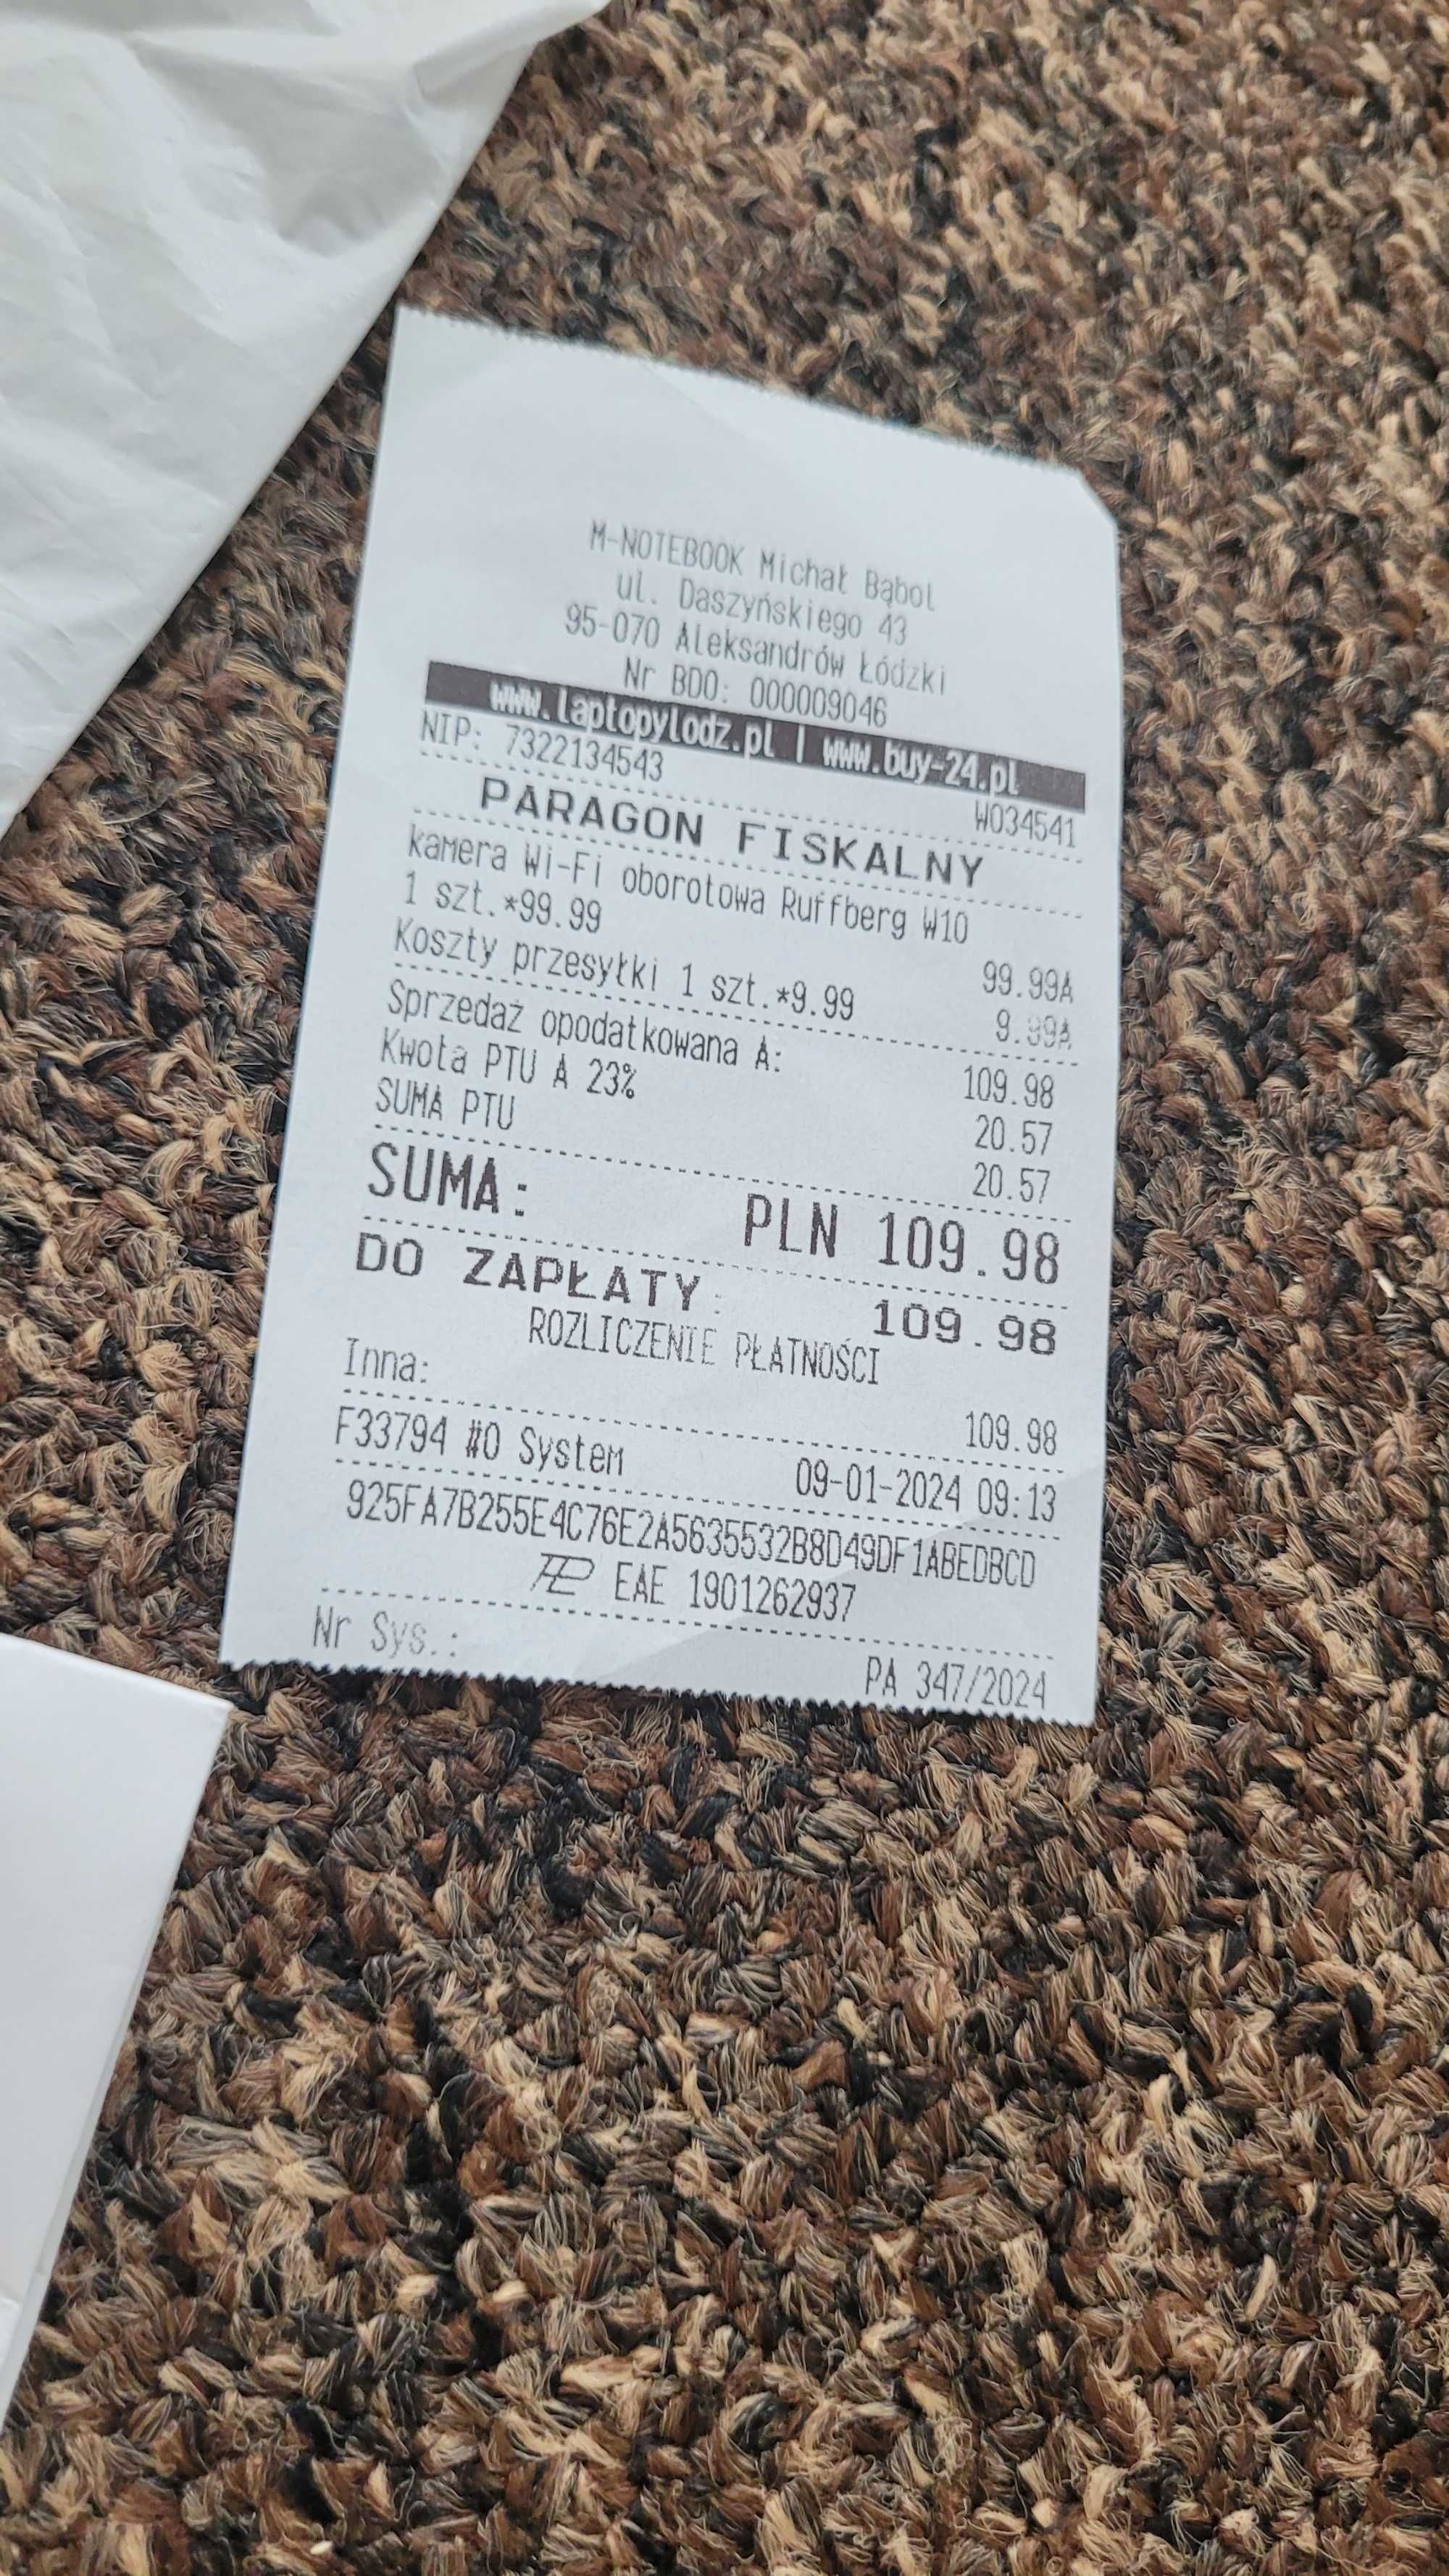 M-NOTEBOOK Michał Bąbol
ul. Daszyńskiego 43
95-070 Aleksandrów Łódzki
Nr BDO: 000009046
www.laptopylodz.pl | www.buy-24.pl
NIP: 7322134543 W034541
PARAGON FISKALNY
kamera Wi-Fi oborotowa Ruffberg W10
1 szt.*99.99 99.99A
Koszty przesyłki 1 szt.*9.99 9.99A
Sprzedaż opodatkowana A: 109.98
Kwota PTU A 23% 20.57
SUMA PTU 20.57
SUMA: PLN 109.98
DO ZAPŁATY: 109.98
ROZLICZENIE PŁATNOŚCI
Inna: 109.98
F33794 #0 System 09-01-2024 09:13
925FA7B255E4C76E2A5635532B8D49DF1ABEDBCD
EAE 1901262937
Nr Sys.: PA 347/2024